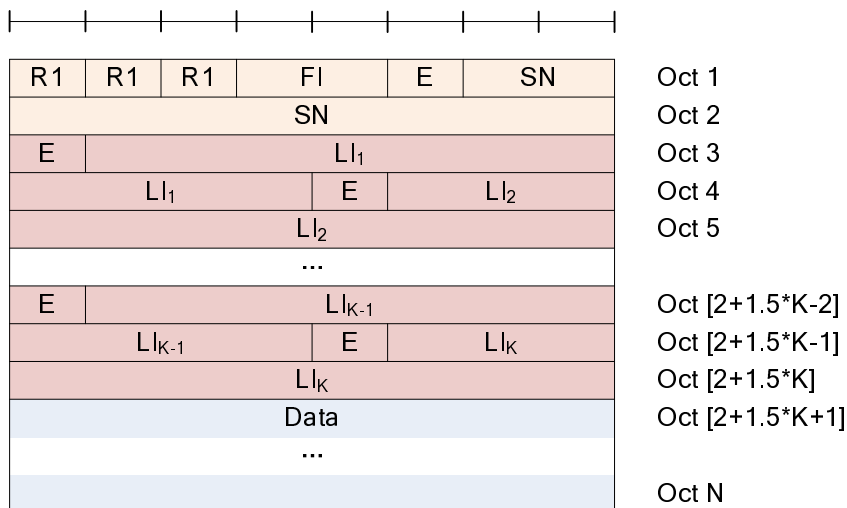 R1 R1 R1 FI E SN Oct 1
SN Oct 2
E LI₁ Oct 3
LI₁ E LI₂ Oct 4
LI₂ Oct 5
...
E LIK-1 Oct [2+1.5*K-2]
LIK-1 E LIK Oct [2+1.5*K-1]
LIK Oct [2+1.5*K]
Data Oct [2+1.5*K+1]
...
Oct N